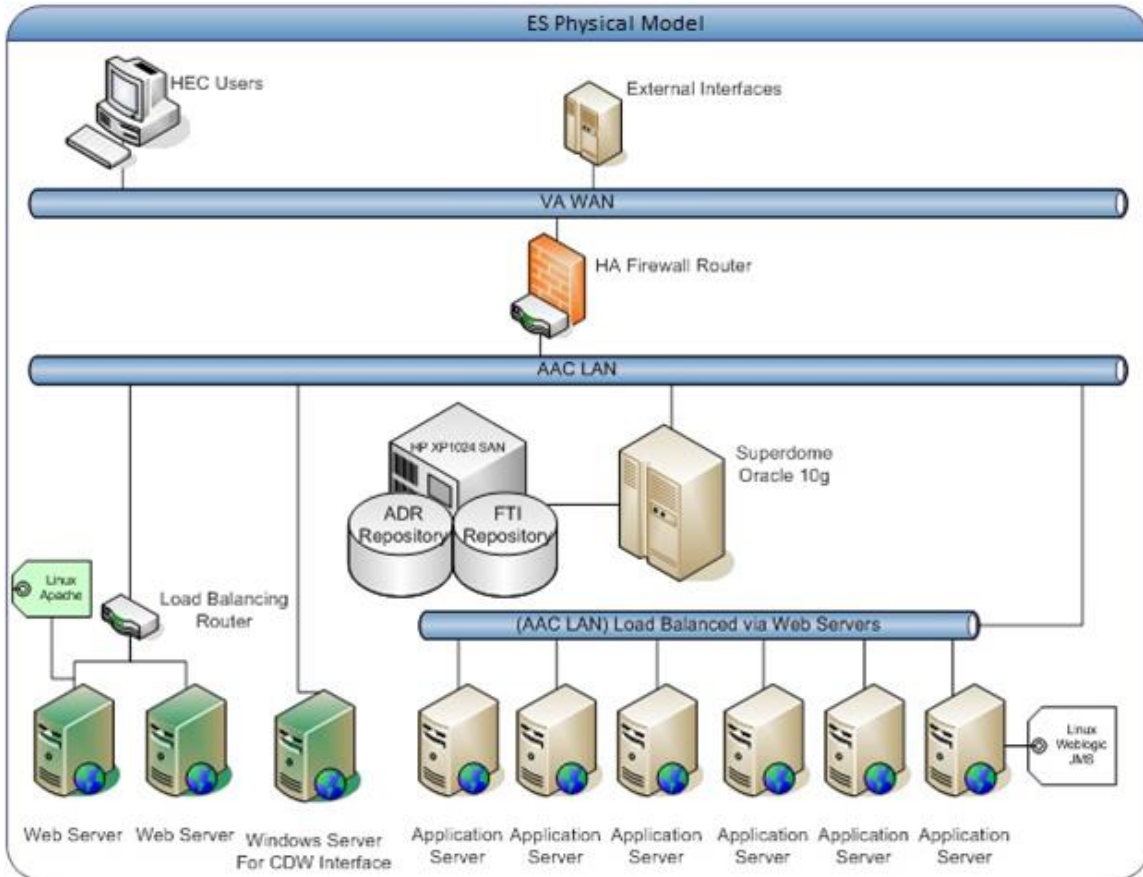 ES Physical Model
HEC Users
External Interfaces
VA WAN
HA Firewall Router
AAC LAN
HP XP1024 SAN
ADR
Repository
FTI
Repository
Superdome
Oracle 10g
Linux
Apache
Load Balancing
Router
(AAC LAN) Load Balanced via Web Servers
Linux
Weblogic
JMS
Web Server
Web Server
Windows Server
For CDW Interface
Application
Server
Application
Server
Application
Server
Application
Server
Application
Server
Application
Server